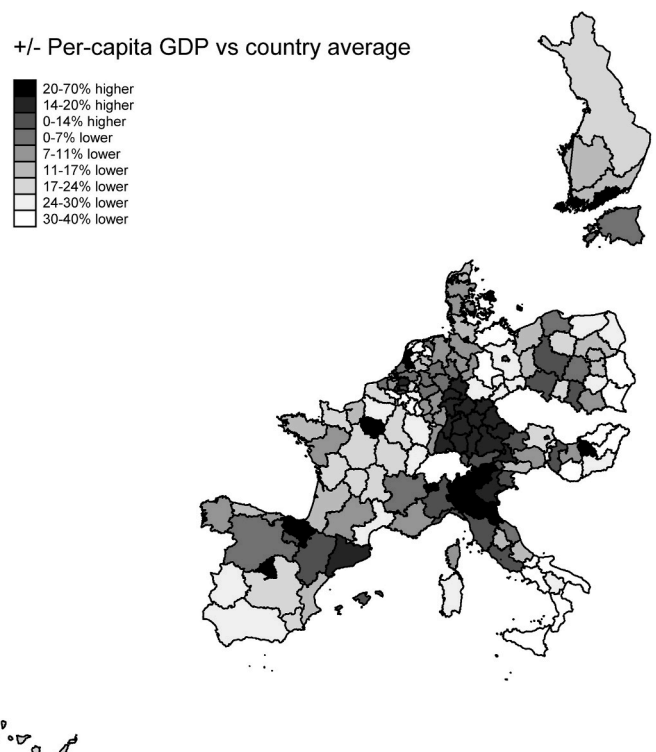 +/- Per-capita GDP vs country average
20-70% higher
14-20% higher
0-14% higher
0-7% lower
7-11% lower
11-17% lower
17-24% lower
24-30% lower
30-40% lower